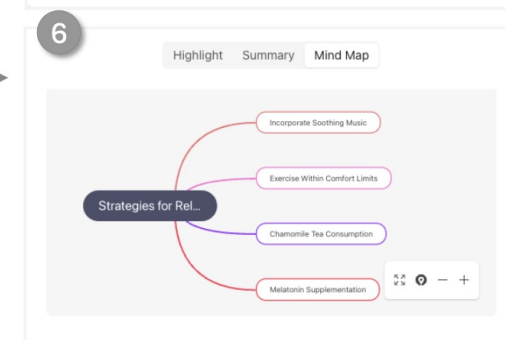 6
Highlight Summary Mind Map
Incorporate Soothing Music
Exercise Within Comfort Limits
Strategies for Rel...
Chamomile Tea Consumption
Melatonin Supplementation